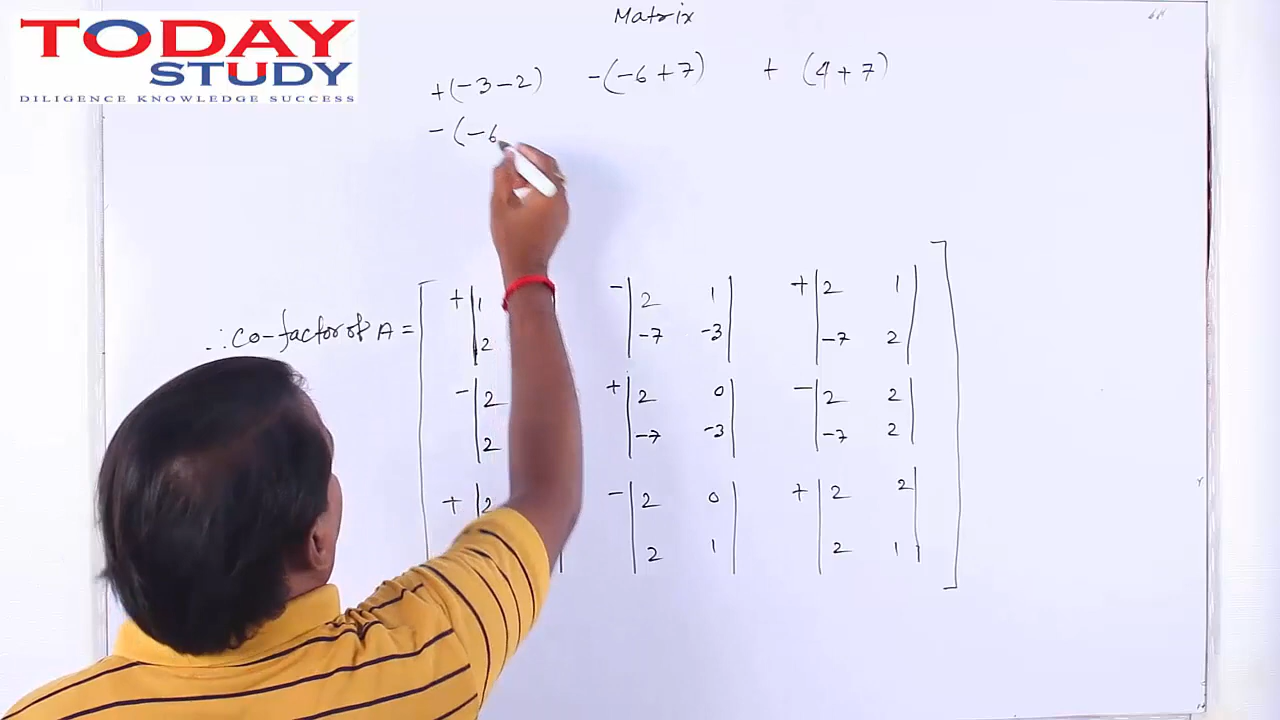 TODAY
STUDY
DILIGENCE KNOWLEDGE SUCCESS
Matrix
+(-3-2) -(-6+7) + (4+7)
-(-6
∴ Co-factor of A =
+ 1 - 2 1 + 2 1
2 -7 -3 -7 2
- 2 + 2 0 - 2 2
2 -7 -3 -7 2
+ 2 - 2 0 + 2 2
2 1 2 1